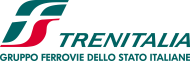 TRENITALIA
GRUPPO FERROVIE DELLO STATO ITALIANE